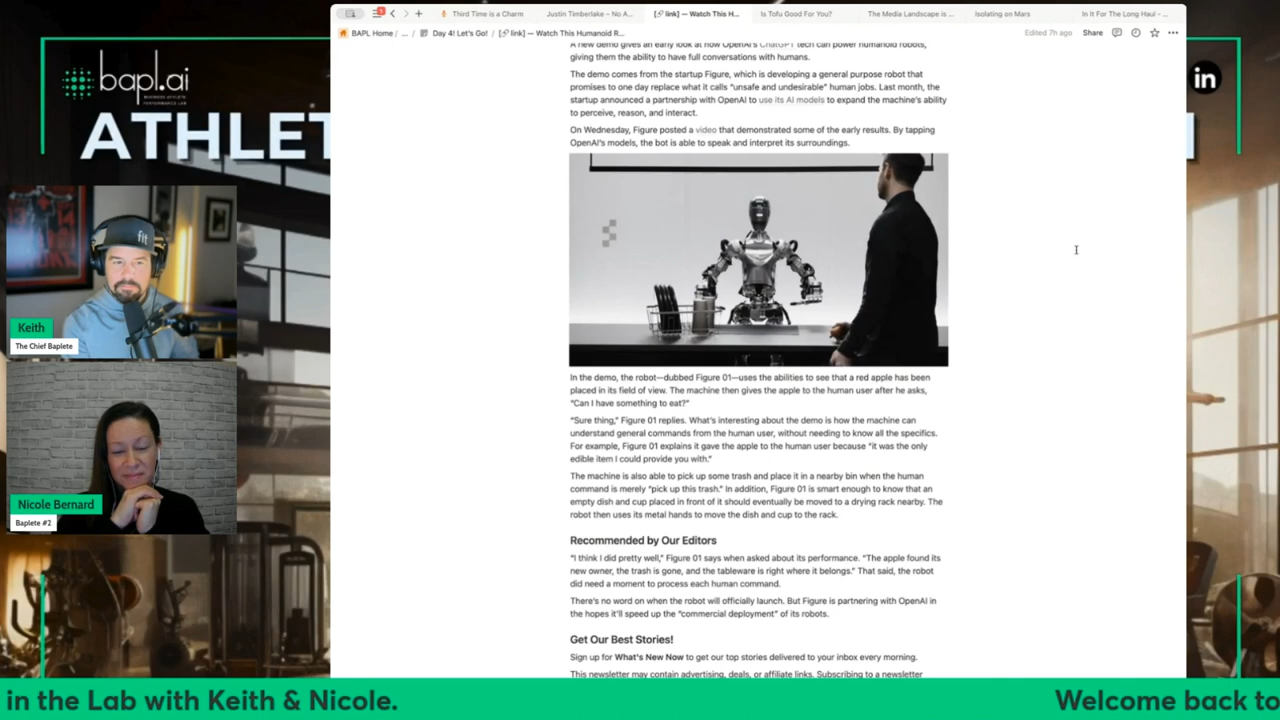 bapl.ai
BUSINESS ATHLETE
PERFORMANCE LAB
ATHLET
in
fit
Keith
The Chief Baplete
Nicole Bernard
Baplete #2
Third Time is a Charm
Justin Timberlake – No A...
[🔗 link] — Watch This H...
Is Tofu Good For You?
The Media Landscape is ...
Isolating on Mars
In It For The Long Haul - ...
BAPL Home / ... / Day 4! Let's Go! / [🔗 link] — Watch This Humanoid R...
Edited 7h ago
Share
A new demo gives an early look at how OpenAI's ChatGPT tech can power humanoid robots,
giving them the ability to have full conversations with humans.
The demo comes from the startup Figure, which is developing a general purpose robot that
promises to one day replace what it calls "unsafe and undesirable" human jobs. Last month, the
startup announced a partnership with OpenAI to use its AI models to expand the machine's ability
to perceive, reason, and interact.
On Wednesday, Figure posted a video that demonstrated some of the early results. By tapping
OpenAI's models, the bot is able to speak and interpret its surroundings.
In the demo, the robot—dubbed Figure 01—uses the abilities to see that a red apple has been
placed in its field of view. The machine then gives the apple to the human user after he asks,
"Can I have something to eat?"
"Sure thing," Figure 01 replies. What's interesting about the demo is how the machine can
understand general commands from the human user, without needing to know all the specifics.
For example, Figure 01 explains it gave the apple to the human user because "it was the only
edible item I could provide you with."
The machine is also able to pick up some trash and place it in a nearby bin when the human
command is merely "pick up this trash." In addition, Figure 01 is smart enough to know that an
empty dish and cup placed in front of it should eventually be moved to a drying rack nearby. The
robot then uses its metal hands to move the dish and cup to the rack.
Recommended by Our Editors
"I think I did pretty well," Figure 01 says when asked about its performance. "The apple found its
new owner, the trash is gone, and the tableware is right where it belongs." That said, the robot
did need a moment to process each human command.
There's no word on when the robot will officially launch. But Figure is partnering with OpenAI in
the hopes it'll speed up the "commercial deployment" of its robots.
Get Our Best Stories!
Sign up for What's New Now to get our top stories delivered to your inbox every morning.
This newsletter may contain advertising, deals, or affiliate links. Subscribing to a newsletter
in the Lab with Keith & Nicole.
Welcome back to